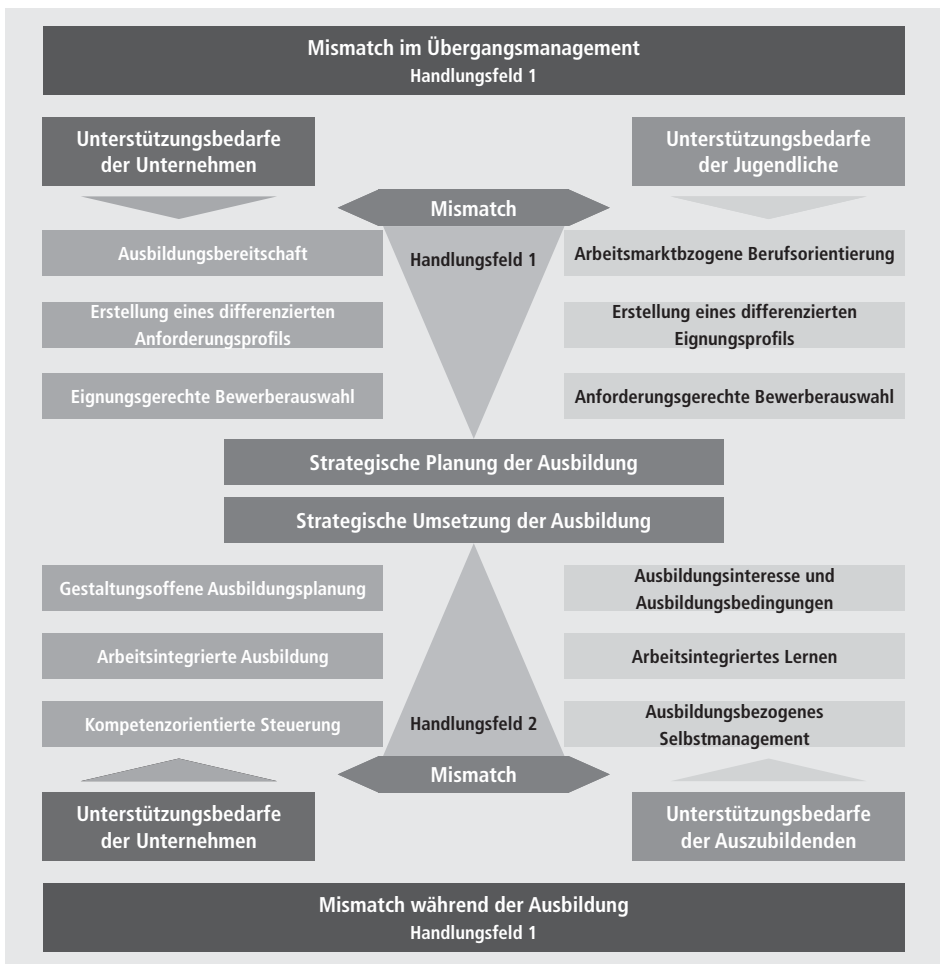 Mismatch im Übergangsmanagement
Handlungsfeld 1
Unterstützungsbedarfe
der Unternehmen
Unterstützungsbedarfe
der Jugendliche
Mismatch
Handlungsfeld 1
Ausbildungsbereitschaft
Arbeitsmarktbzogene Berufsorientierung
Erstellung eines differenzierten
Anforderungsprofils
Erstellung eines differenzierten
Eignungsprofils
Eignungsgerechte Bewerberauswahl
Anforderungsgerechte Bewerberauswahl
Strategische Planung der Ausbildung
Strategische Umsetzung der Ausbildung
Gestaltungsoffene Ausbildungsplanung
Ausbildungsinteresse und
Ausbildungsbedingungen
Arbeitsintegrierte Ausbildung
Arbeitsintegriertes Lernen
Kompetenzorientierte Steuerung
Handlungsfeld 2
Ausbildungsbezogenes
Selbstmanagement
Mismatch
Unterstützungsbedarfe
der Unternehmen
Unterstützungsbedarfe
der Auszubildenden
Mismatch während der Ausbildung
Handlungsfeld 1